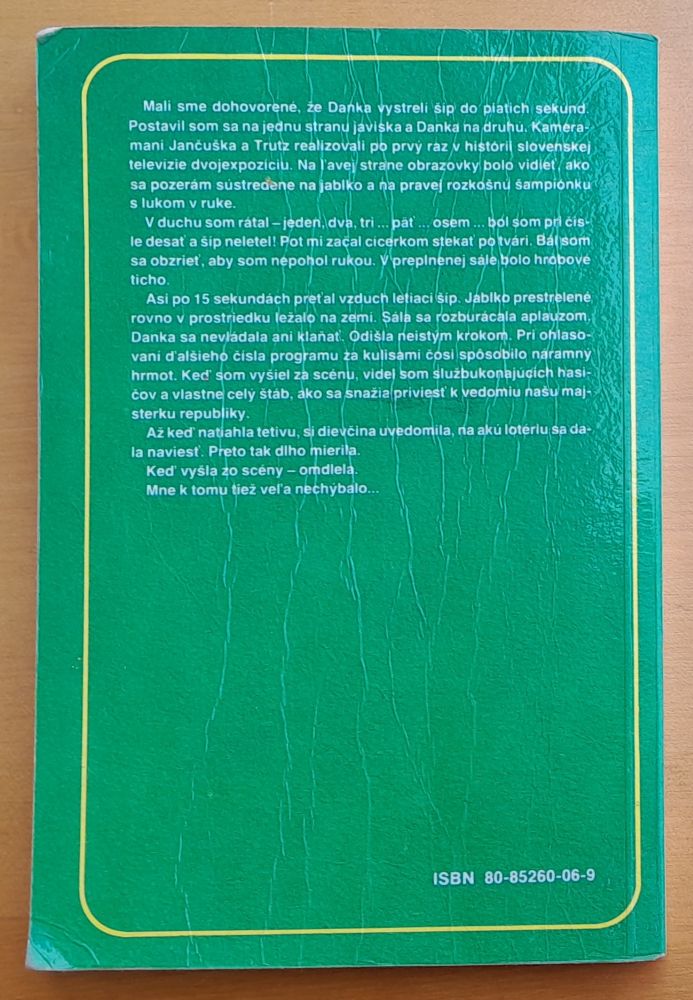 Mali sme dohovorené, že Danka vystrelí šíp do piatich sekúnd.
Postavil som sa na jednu stranu javiska a Danka na druhú. Kamera-
mani Jančuška a Trutz realizovali po prvý raz v histórii slovenskej
televízie dvojexpozíciu. Na ľavej strane obrazovky bolo vidieť, ako
sa pozerám sústredene na jablko a na pravej rozkošnú šampiónku
s lukom v ruke.
V duchu som rátal – jeden, dva, tri ... päť ... osem ... bol som pri čís-
le desať a šíp neletel! Pot mi začal cícerkom stekať po tvári. Bál som
sa obzrieť, aby som nepohol rukou. V preplnenej sále bolo hrobové
ticho.
Asi po 15 sekundách preťal vzduch letiaci šíp. Jablko prestrelené
rovno v prostriedku ležalo na zemi. Sála sa rozburácala aplauzom.
Danka sa nevládala ani klaňať. Odišla neistým krokom. Pri ohlaso-
vaní ďalšieho čísla programu za kulisami čosi spôsobilo náramný
hrmot. Keď som vyšiel za scénu, videl som službukonajúcich hasi-
čov a vlastne celý štáb, ako sa snažia priviesť k vedomiu našu maj-
sterku republiky.
Až keď natiahla tetivu, si dievčina uvedomila, na akú lotériu sa da-
la naviesť. Preto tak dlho mierila.
Keď vyšla zo scény – omdlela.
Mne k tomu tiež veľa nechýbalo...
ISBN 80-85260-06-9